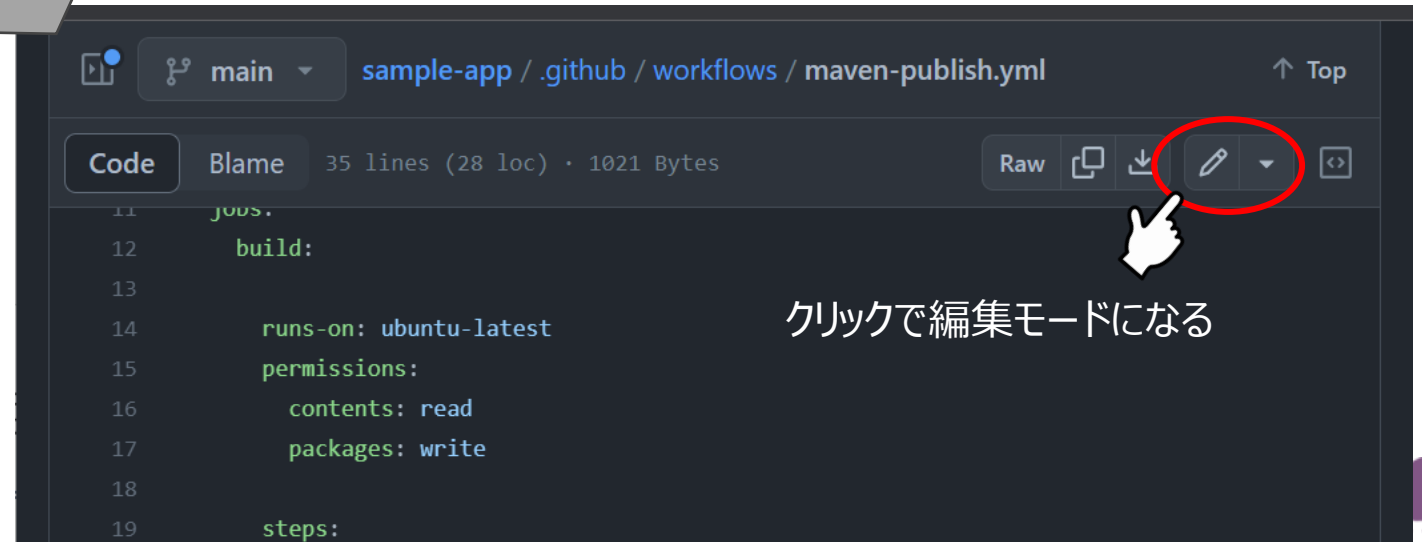 main
sample-app / .github / workflows / maven-publish.yml
↑ Top
Code
Blame
35 lines (28 loc) · 1021 Bytes
Raw
11 jobs:
12 build:
13
14 runs-on: ubuntu-latest
15 permissions:
16 contents: read
17 packages: write
18
19 steps:
クリックで編集モードになる